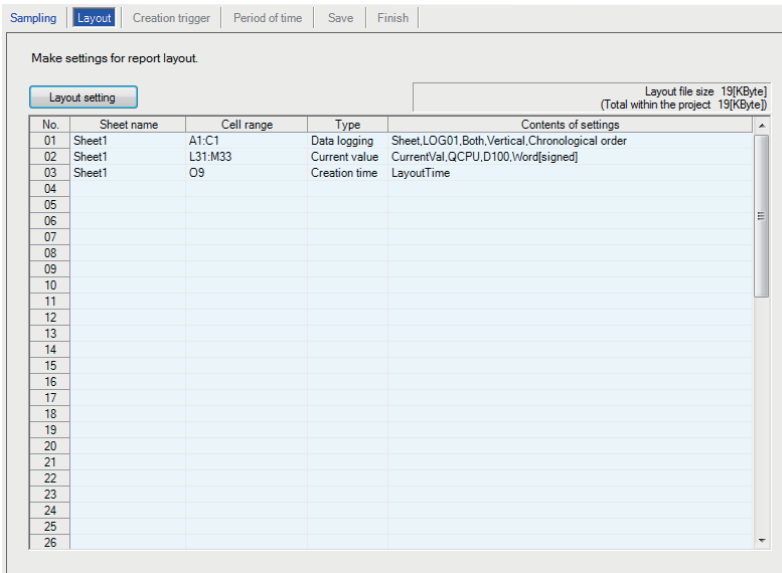 Sampling Layout Creation trigger Period of time Save Finish
Make settings for report layout.
Layout setting
Layout file size 19[KByte]
(Total within the project 19[KByte])
No. Sheet name Cell range Type Contents of settings
01 Sheet1 A1:C1 Data logging Sheet,LOG01,Both,Vertical,Chronological order
02 Sheet1 L31:M33 Current value CurrentVal,QCPU,D100,Word[signed]
03 Sheet1 O9 Creation time LayoutTime
04
05
06
07
08
09
10
11
12
13
14
15
16
17
18
19
20
21
22
23
24
25
26